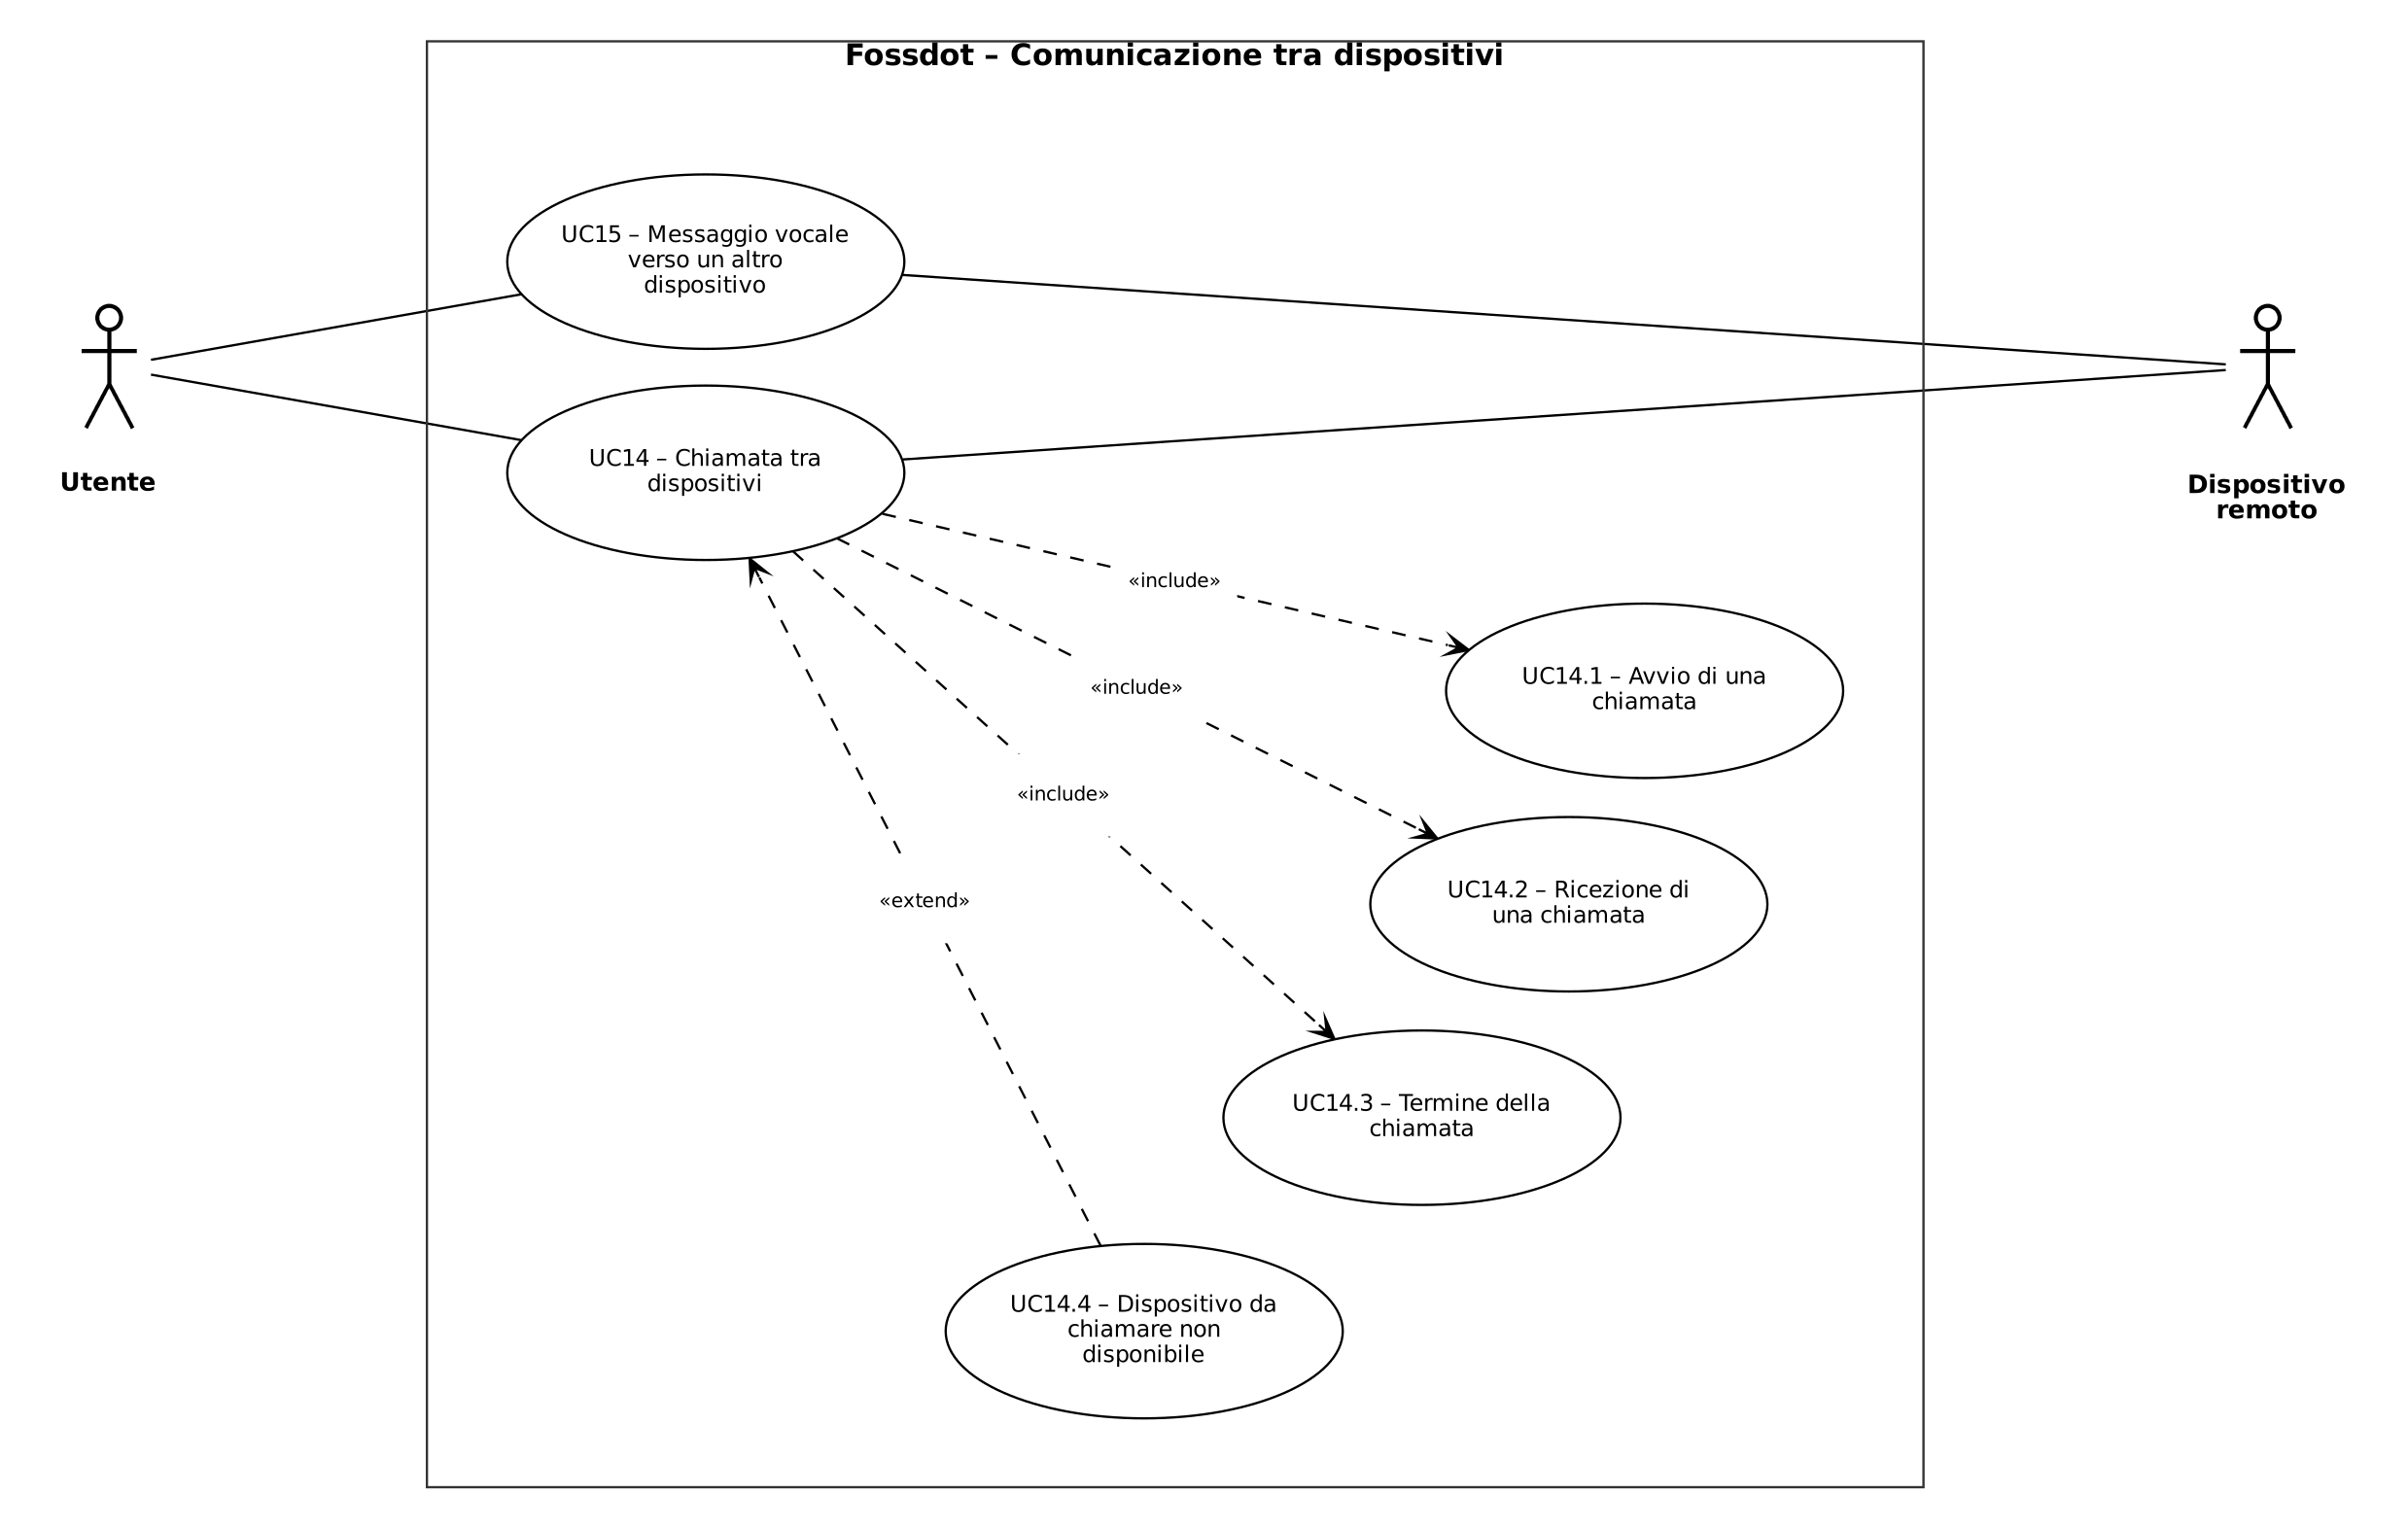 Fossdot – Comunicazione tra dispositivi
UC15 – Messaggio vocale
verso un altro
dispositivo
UC14 – Chiamata tra
dispositivi
Utente
Dispositivo
remoto
«include»
UC14.1 – Avvio di una
chiamata
«include»
«include»
UC14.2 – Ricezione di
una chiamata
«extend»
UC14.3 – Termine della
chiamata
UC14.4 – Dispositivo da
chiamare non
disponibile